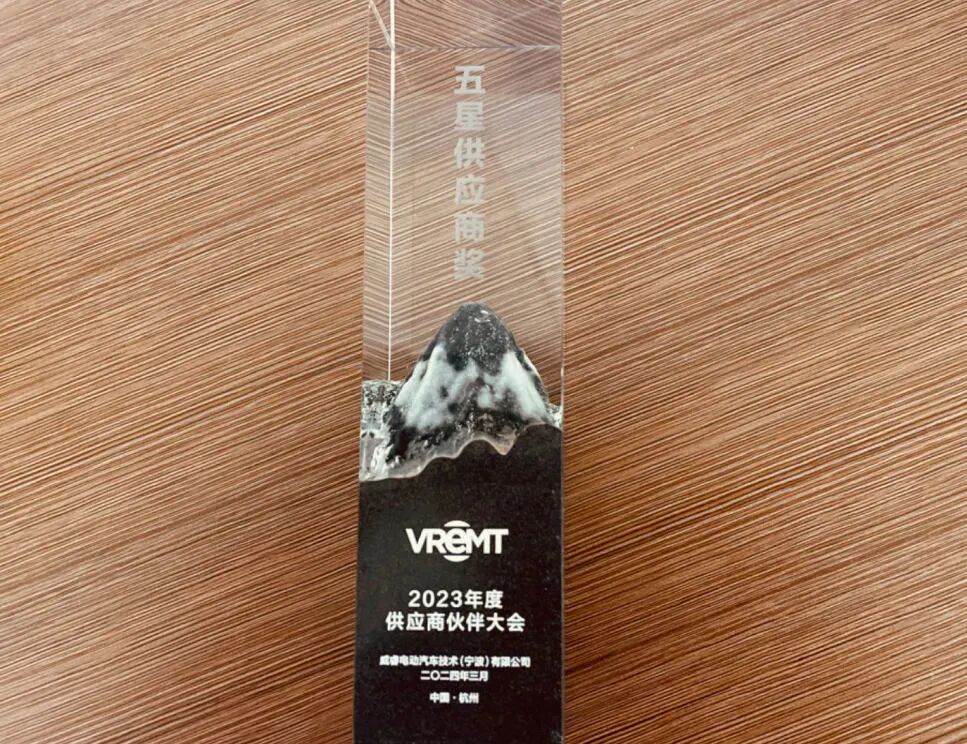 五星供应商奖
VREMT
2023年度
供应商伙伴大会
威睿电动汽车技术(宁波)有限公司
二〇二四年三月
中国·杭州